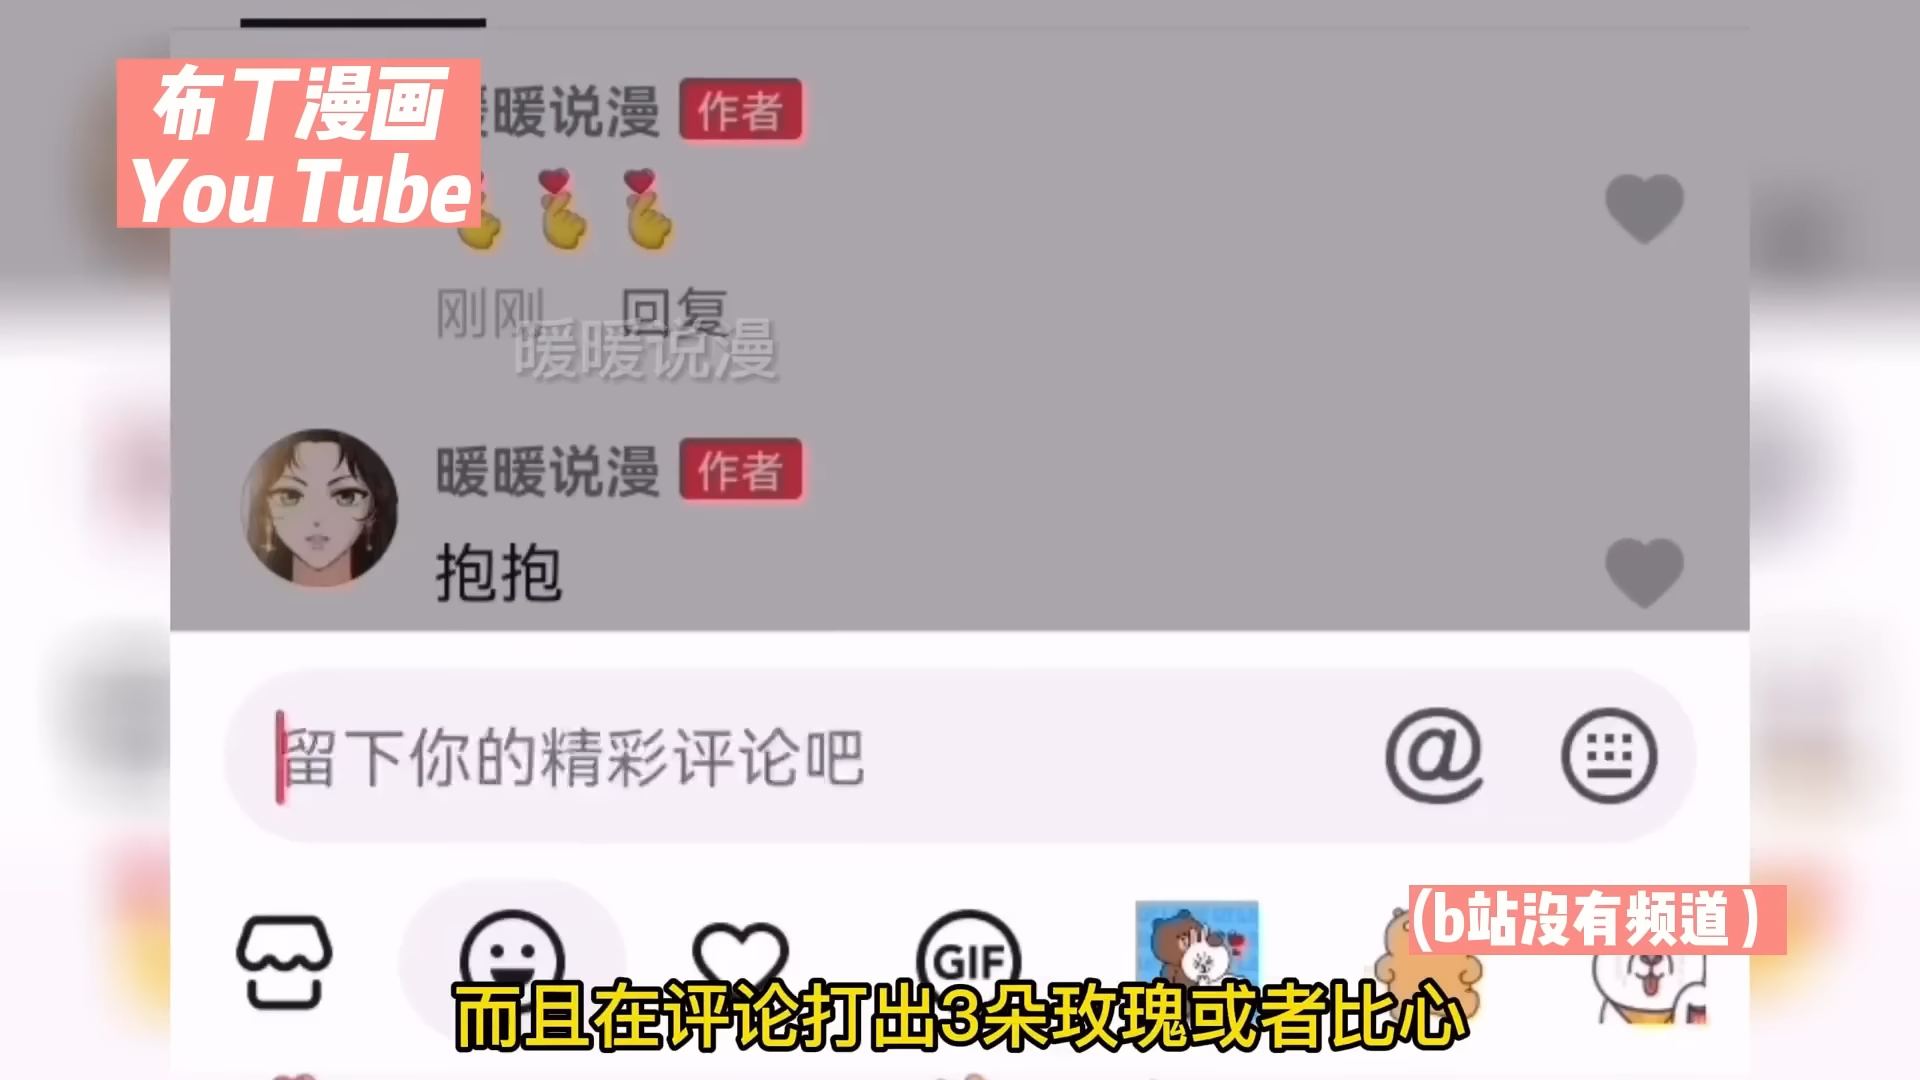 布丁漫画
You Tube
暖说漫 作者
刚刚 回复
暖暖说漫
暖暖说漫 作者
抱抱
留下你的精彩评论吧
@
GIF
(b站没有频道)
而且在评论打出3朵玫瑰或者比心